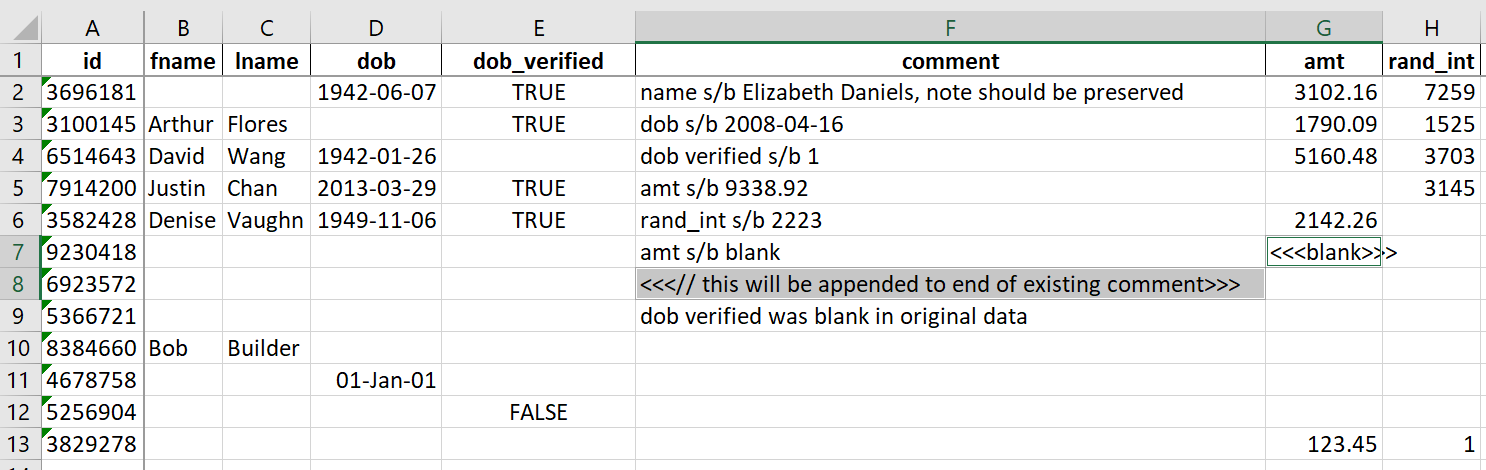 A B C D E F G H
1 id fname lname dob dob_verified comment amt rand_int
2 3696181 1942-06-07 TRUE name s/b Elizabeth Daniels, note should be preserved 3102.16 7259
3 3100145 Arthur Flores TRUE dob s/b 2008-04-16 1790.09 1525
4 6514643 David Wang 1942-01-26 dob verified s/b 1 5160.48 3703
5 7914200 Justin Chan 2013-03-29 TRUE amt s/b 9338.92 3145
6 3582428 Denise Vaughn 1949-11-06 TRUE rand_int s/b 2223 2142.26
7 9230418 amt s/b blank <<<blank>>>
8 6923572 <<<// this will be appended to end of existing comment>>>
9 5366721 dob verified was blank in original data
10 8384660 Bob Builder
11 4678758 01-Jan-01
12 5256904 FALSE
13 3829278 123.45 1